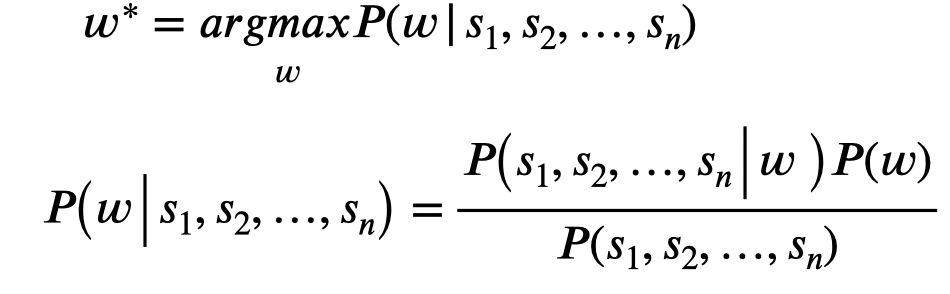 w* = argmax P(w | s₁, s₂, …, sₙ)
w
P(w | s₁, s₂, …, sₙ) = P(s₁, s₂, …, sₙ | w) P(w) / P(s₁, s₂, …, sₙ)